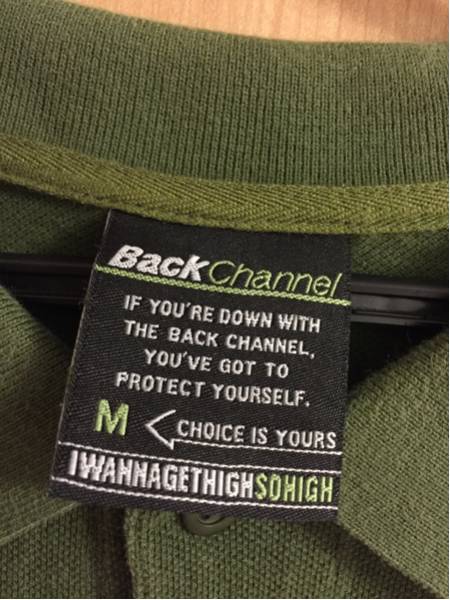 BackChannel
IF YOU'RE DOWN WITH
THE BACK CHANNEL,
YOU'VE GOT TO
PROTECT YOURSELF.
M CHOICE IS YOURS
IWANNAGETHIGHSOHIGH